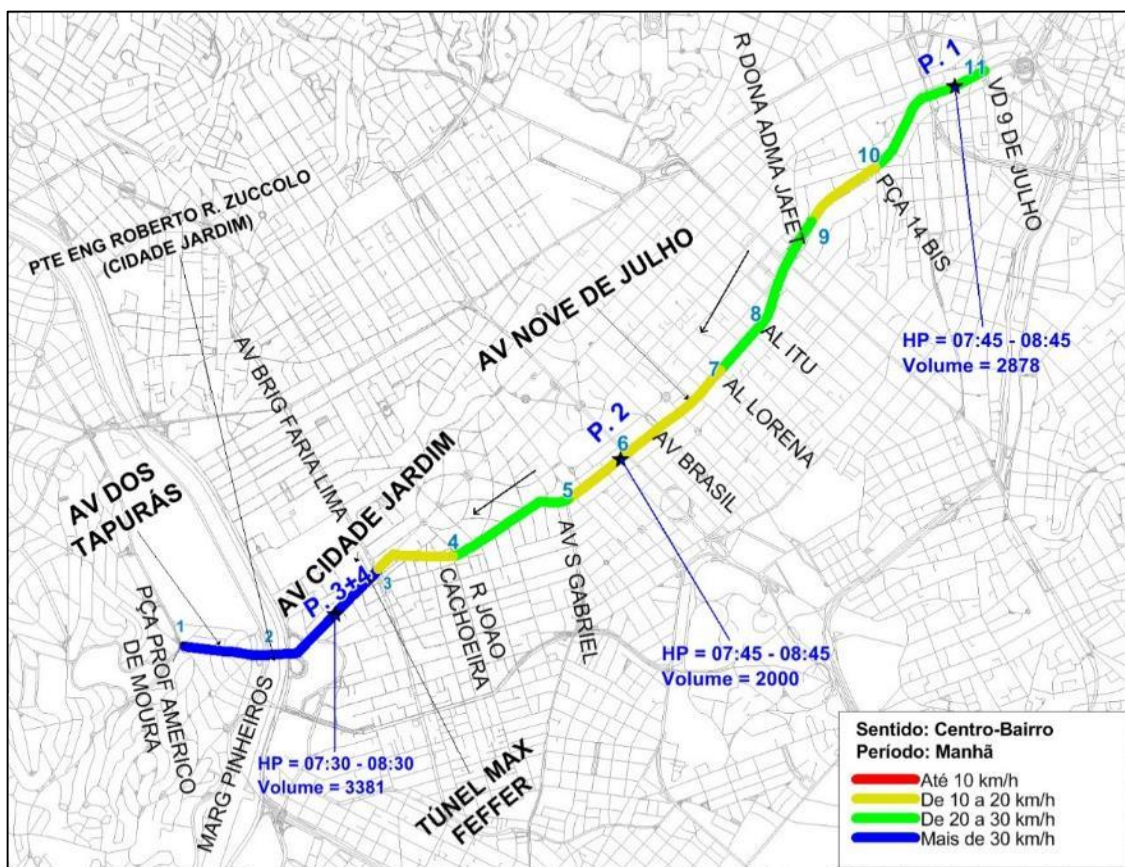 P. 1
11
VD 9 DE JULHO
R DONA ADMA JAFET
10
PÇA 14 BIS
9
PTE ENG ROBERTO R. ZUCCOLO
(CIDADE JARDIM)
AV NOVE DE JULHO
8
AL ITU
HP = 07:45 - 08:45
Volume = 2878
7
AL LORENA
AV BRIG FARIA LIMA
P. 2
6
AV BRASIL
AV DOS
TAPURÁS
AV CIDADE JARDIM
5
AV S GABRIEL
4
R JOAO
CACHOEIRA
3
P. 3+4
1
2
PÇA PROF AMERICO
DE MOURA
MARG PINHEIROS
HP = 07:45 - 08:45
Volume = 2000
HP = 07:30 - 08:30
Volume = 3381
TÚNEL MAX
FEFFER
Sentido: Centro-Bairro
Período: Manhã
Até 10 km/h
De 10 a 20 km/h
De 20 a 30 km/h
Mais de 30 km/h